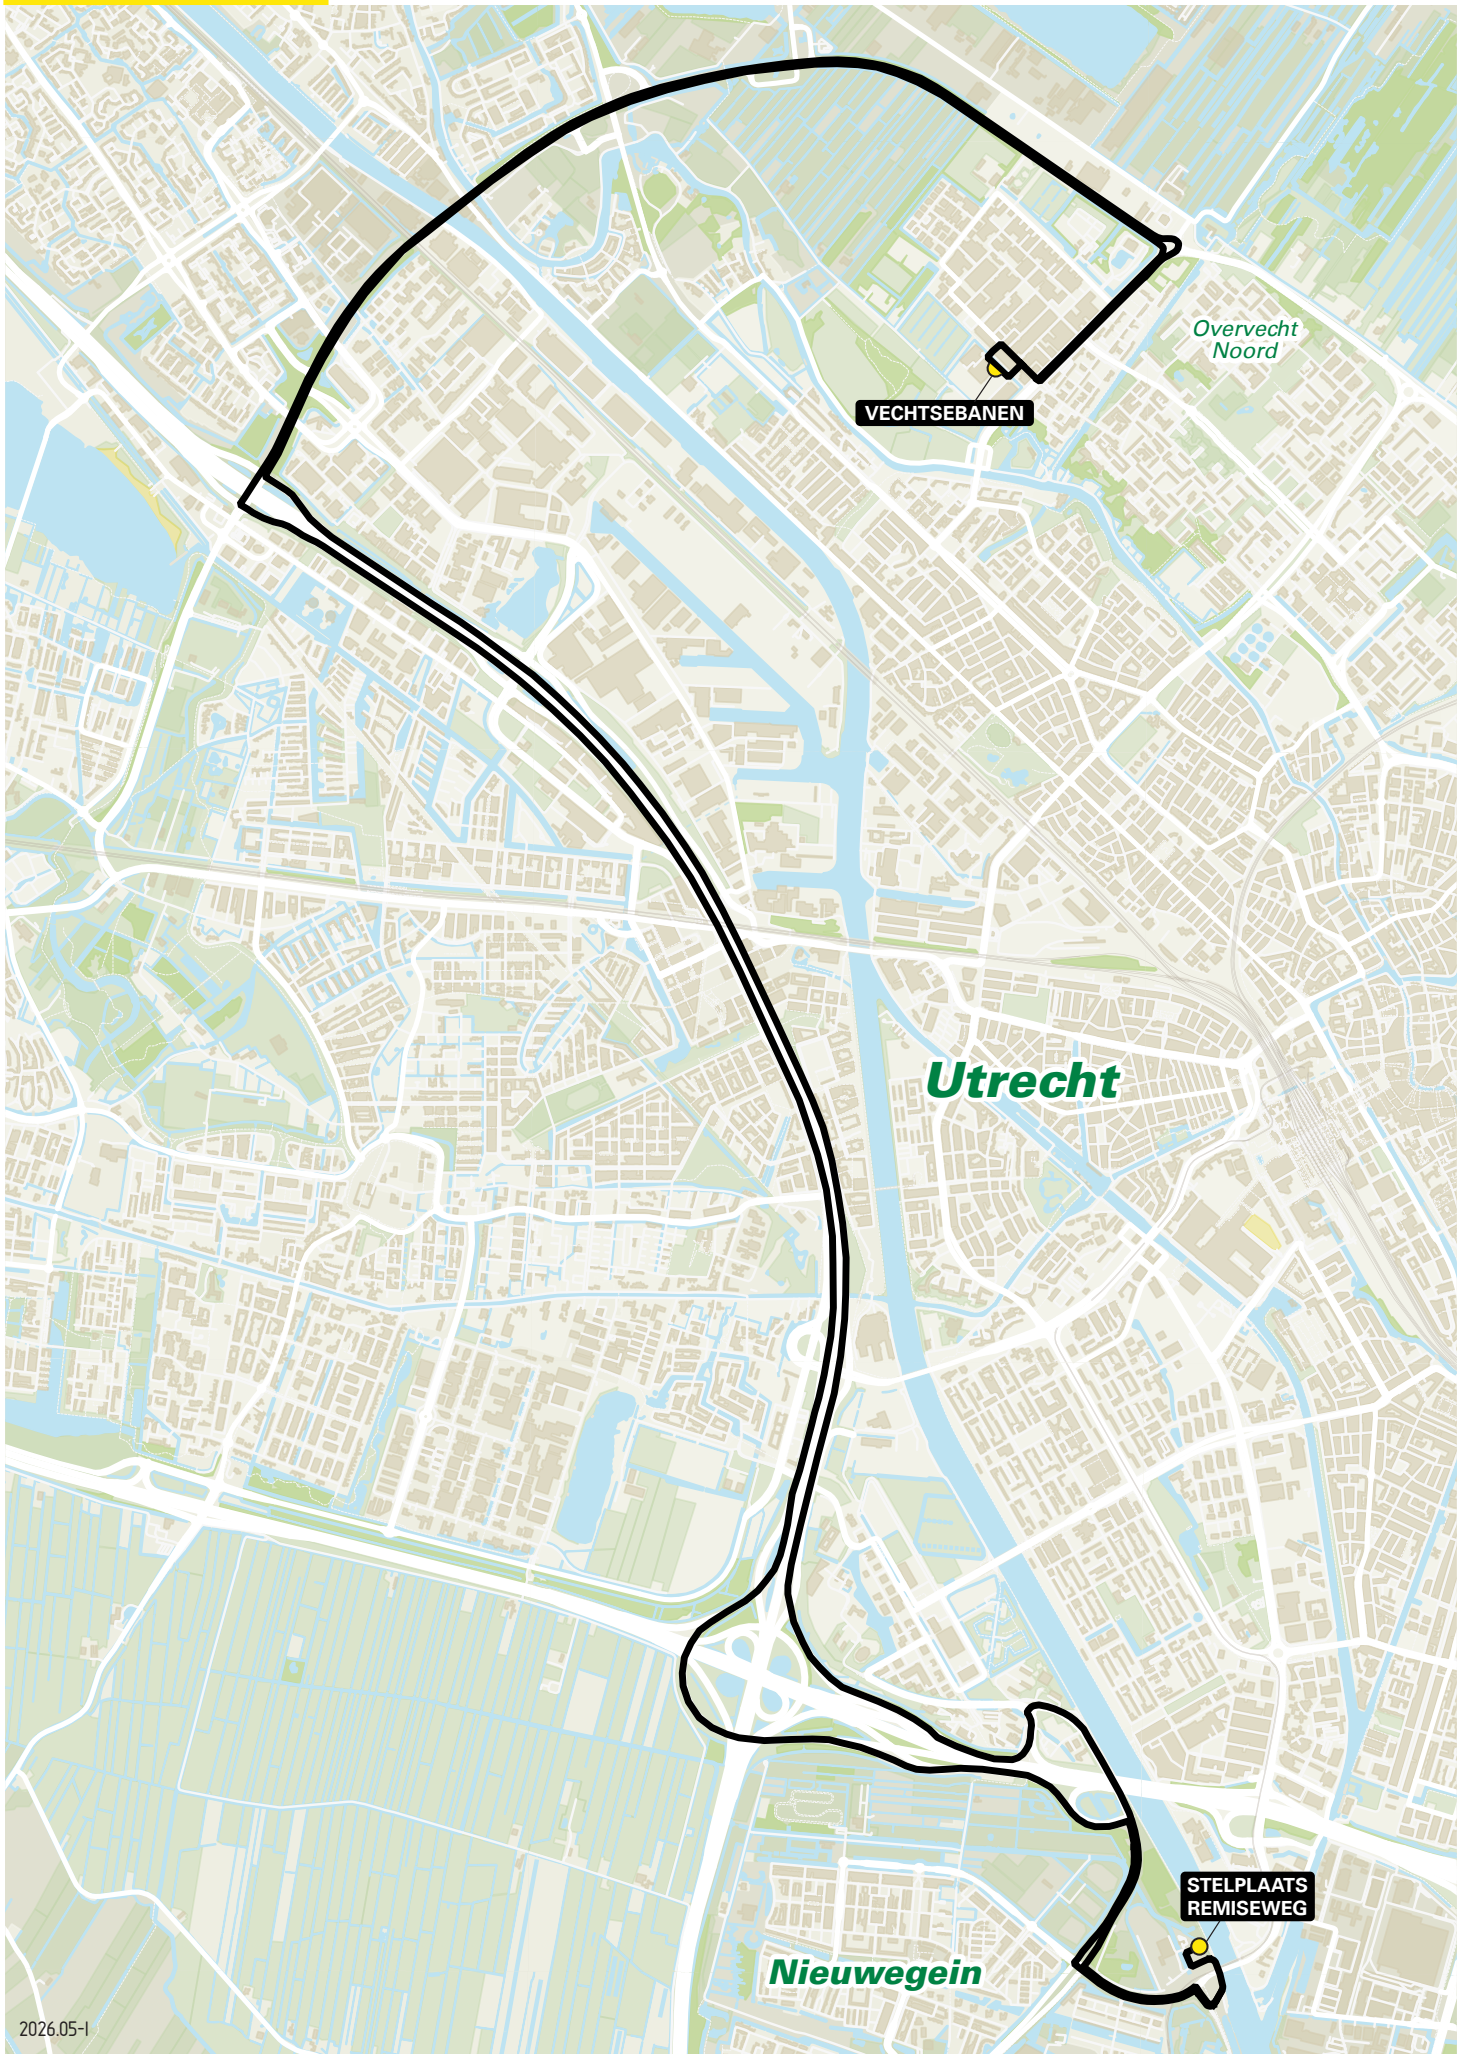 Overvecht
Noord
VECHTSEBANEN
Utrecht
STELPLAATS
REMISEWEG
Nieuwegein
2026.05-I